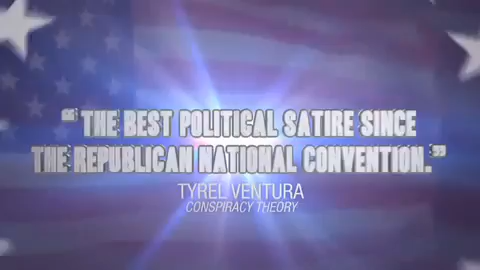 "THE BEST POLITICAL SATIRE SINCE
THE REPUBLICAN NATIONAL CONVENTION."
TYREL VENTURA
CONSPIRACY THEORY